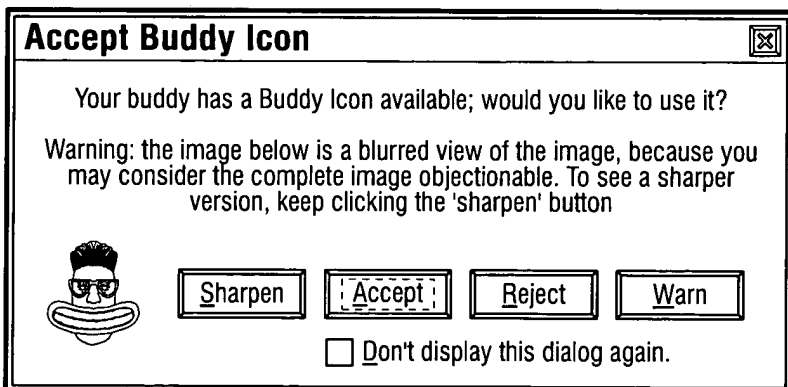 Accept Buddy Icon
Your buddy has a Buddy Icon available; would you like to use it?
Warning: the image below is a blurred view of the image, because you
may consider the complete image objectionable. To see a sharper
version, keep clicking the 'sharpen' button
Sharpen Accept Reject Warn
Don't display this dialog again.